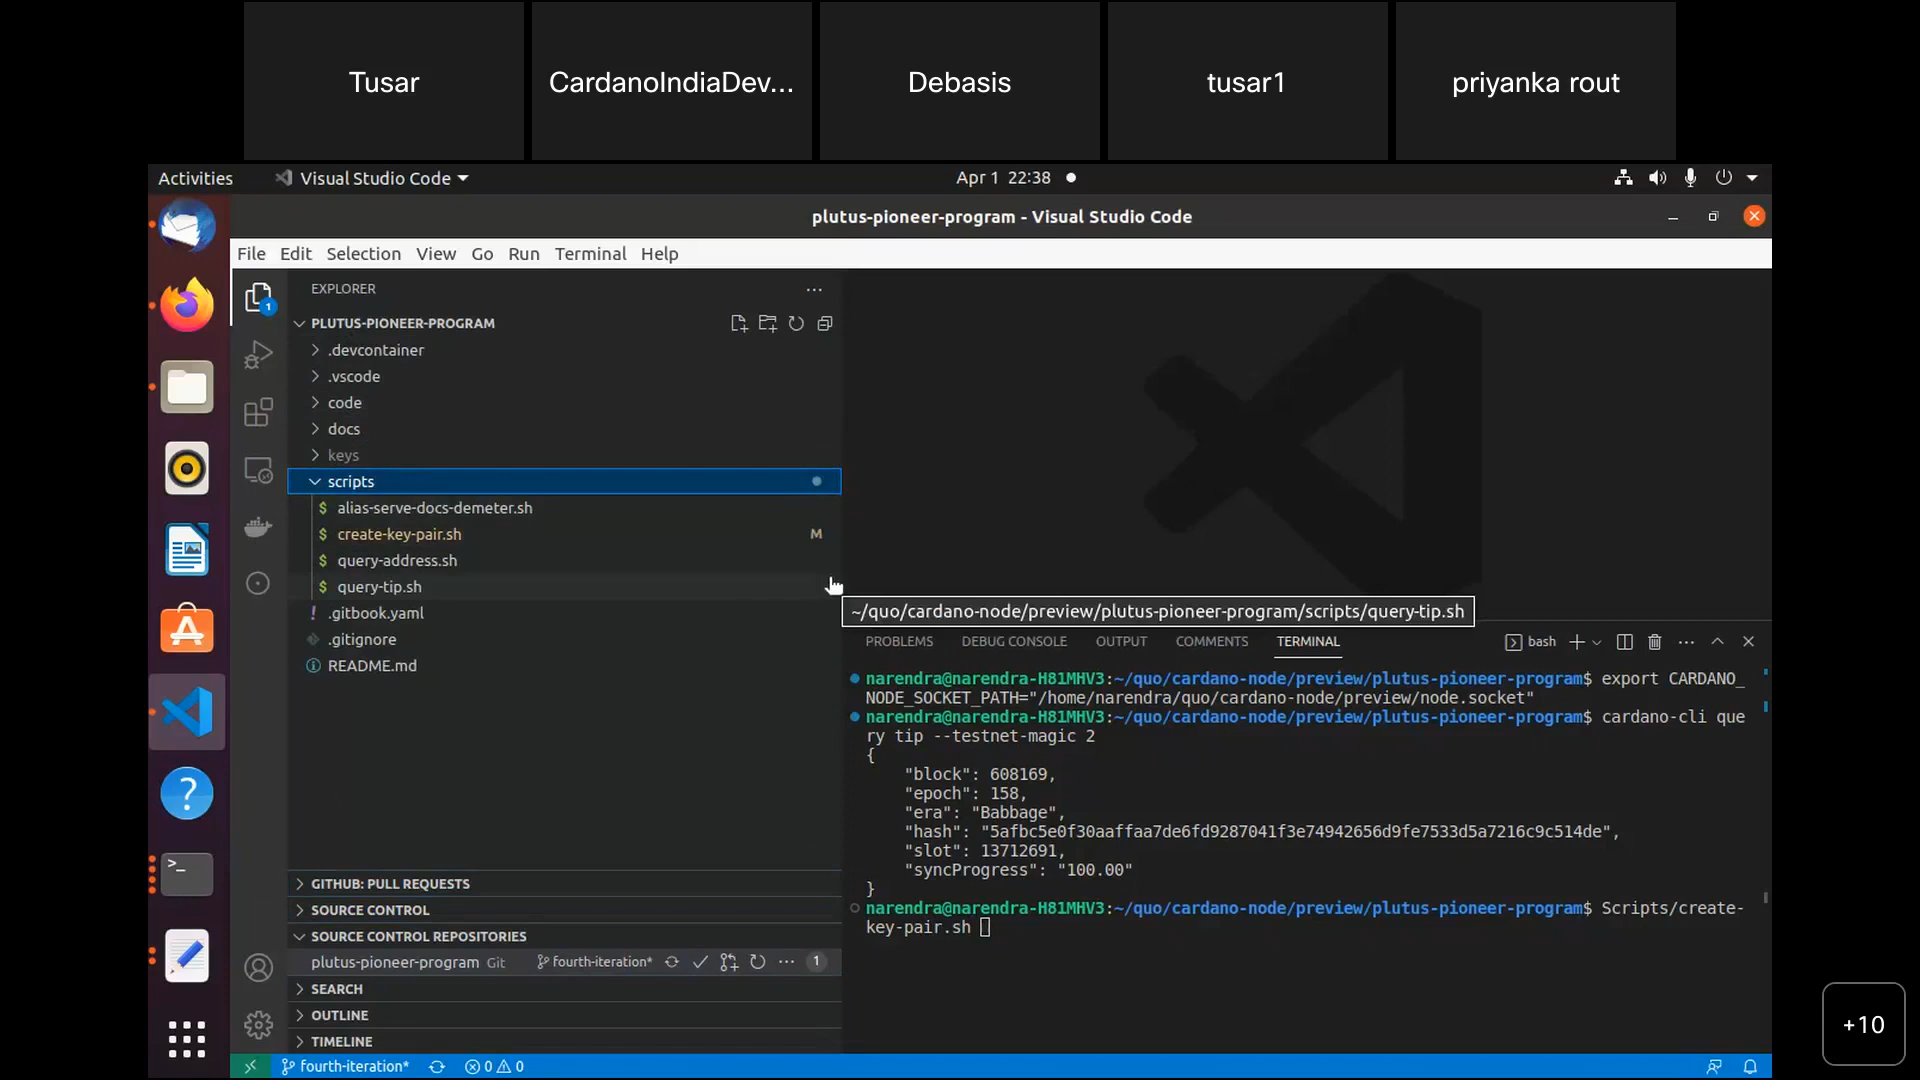 Tusar
CardanoIndiaDev...
Debasis
tusar1
priyanka rout
Activities
Visual Studio Code
Apr 1 22:38
plutus-pioneer-program - Visual Studio Code
File Edit Selection View Go Run Terminal Help
EXPLORER
PLUTUS-PIONEER-PROGRAM
.devcontainer
.vscode
code
docs
keys
scripts
$ alias-serve-docs-demeter.sh
$ create-key-pair.sh M
$ query-address.sh
$ query-tip.sh
! .gitbook.yaml
.gitignore
README.md
GITHUB: PULL REQUESTS
SOURCE CONTROL
SOURCE CONTROL REPOSITORIES
plutus-pioneer-program Git fourth-iteration* 1
SEARCH
OUTLINE
TIMELINE
~/quo/cardano-node/preview/plutus-pioneer-program/scripts/query-tip.sh
PROBLEMS DEBUG CONSOLE OUTPUT COMMENTS TERMINAL bash
narendra@narendra-H81MHV3:~/quo/cardano-node/preview/plutus-pioneer-program$ export CARDANO_
NODE_SOCKET_PATH="/home/narendra/quo/cardano-node/preview/node.socket"
narendra@narendra-H81MHV3:~/quo/cardano-node/preview/plutus-pioneer-program$ cardano-cli que
ry tip --testnet-magic 2
{
"block": 608169,
"epoch": 158,
"era": "Babbage",
"hash": "5afbc5e0f30aaffaa7de6fd9287041f3e74942656d9fe7533d5a7216c9c514de",
"slot": 13712691,
"syncProgress": "100.00"
}
narendra@narendra-H81MHV3:~/quo/cardano-node/preview/plutus-pioneer-program$ Scripts/create-
key-pair.sh
fourth-iteration* 0 0
+10